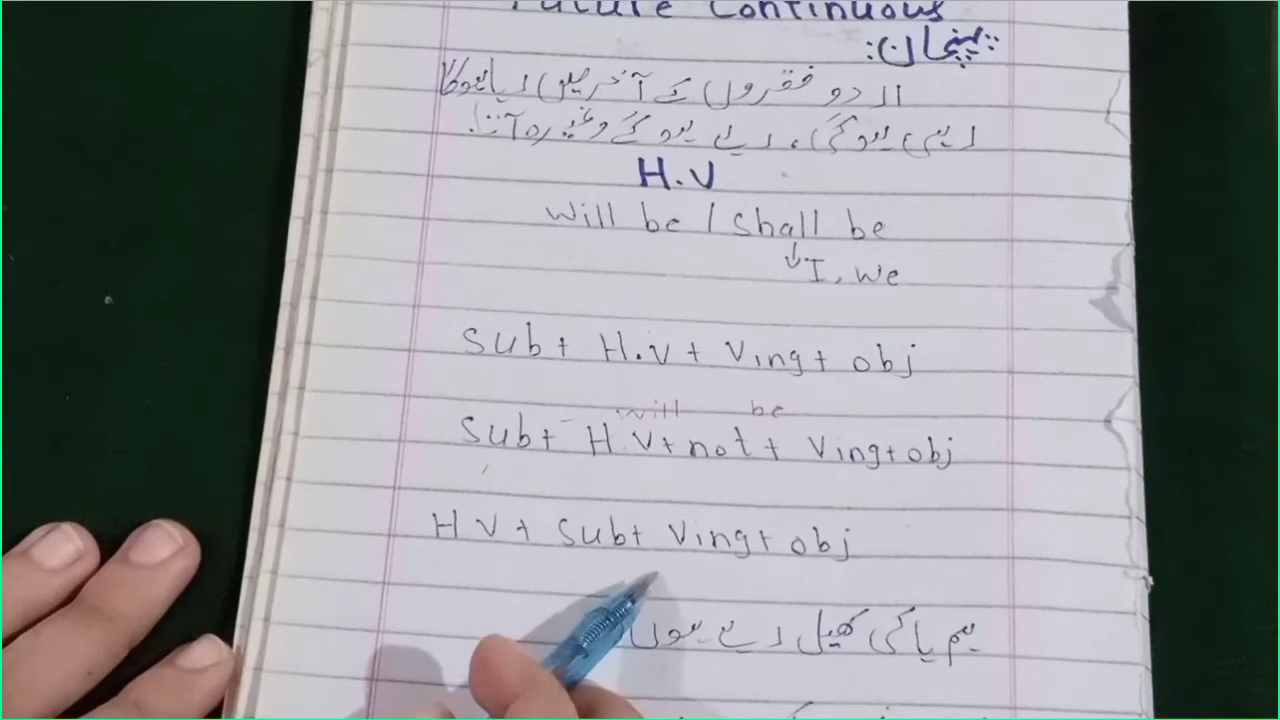 Future Continuous
پہچان:
اردو فقروں کے آخر میں رہا ہوگا
رہی ہوگی، رہے ہوں گے وغیرہ آتا۔
H.V
will be / shall be
↓ I, we
Sub + H.V + Ving + obj
will be
Sub + H.V + not + Ving + obj
H V + Sub + Ving + obj
ہم ہاکی کھیل رہے ہوں